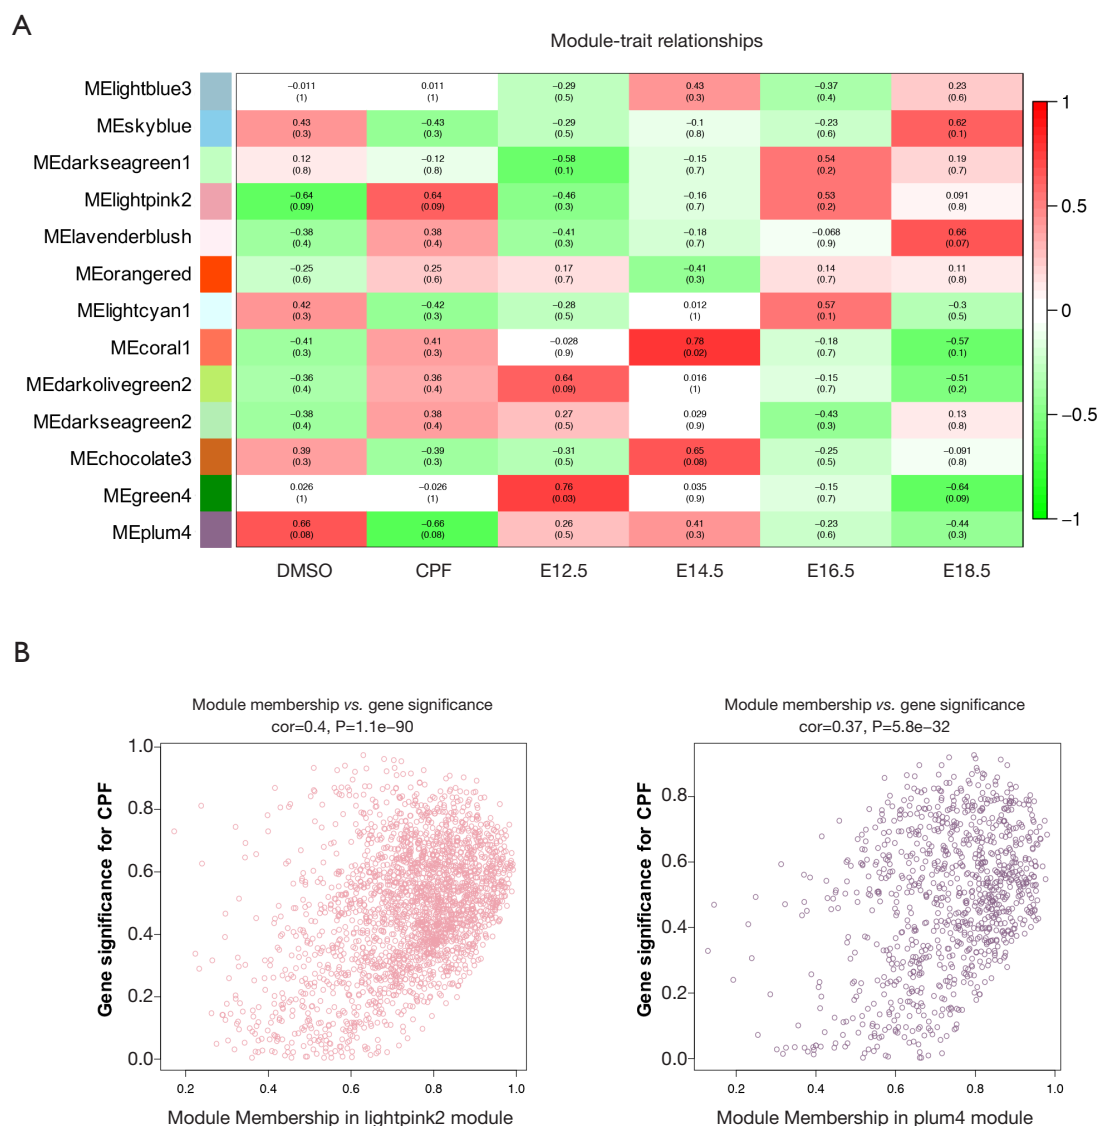 A
Module-trait relationships
MElightblue3 −0.011 0.011 −0.29 0.43 −0.37 0.23
(1) (1) (0.5) (0.3) (0.4) (0.6)
MEskyblue 0.43 −0.43 −0.29 −0.1 −0.23 0.62
(0.3) (0.3) (0.5) (0.8) (0.6) (0.1)
MEdarkseagreen1 0.12 −0.12 −0.58 −0.15 0.54 0.19
(0.8) (0.8) (0.1) (0.7) (0.2) (0.7)
MElightpink2 −0.64 0.64 −0.46 −0.16 0.53 0.091
(0.09) (0.09) (0.3) (0.7) (0.2) (0.8)
MElavenderblush −0.38 0.38 −0.41 −0.18 −0.068 0.66
(0.4) (0.4) (0.3) (0.7) (0.9) (0.07)
MEorangered −0.25 0.25 0.17 −0.41 0.14 0.11
(0.6) (0.6) (0.7) (0.3) (0.7) (0.8)
MElightcyan1 0.42 −0.42 −0.28 0.012 0.57 −0.3
(0.3) (0.3) (0.5) (1) (0.1) (0.5)
MEcoral1 −0.41 0.41 −0.028 0.78 −0.18 −0.57
(0.3) (0.3) (0.9) (0.02) (0.7) (0.1)
MEdarkolivegreen2 −0.36 0.36 0.64 0.016 −0.15 −0.51
(0.4) (0.4) (0.09) (1) (0.7) (0.2)
MEdarkseagreen2 −0.38 0.38 0.27 0.029 −0.43 0.13
(0.4) (0.4) (0.5) (0.9) (0.3) (0.8)
MEchocolate3 0.39 −0.39 −0.31 0.65 −0.25 −0.091
(0.3) (0.3) (0.5) (0.08) (0.5) (0.8)
MEgreen4 0.026 −0.026 0.76 0.035 −0.15 −0.64
(1) (1) (0.03) (0.9) (0.7) (0.09)
MEplum4 0.66 −0.66 0.26 0.41 −0.23 −0.44
(0.08) (0.08) (0.5) (0.3) (0.6) (0.3)
DMSO CPF E12.5 E14.5 E16.5 E18.5
1
0.5
0
−0.5
−1
B
Module membership vs. gene significance
cor=0.4, P=1.1e−90
Gene significance for CPF
1.0
0.8
0.6
0.4
0.2
0.0
0.2 0.4 0.6 0.8 1.0
Module Membership in lightpink2 module
Module membership vs. gene significance
cor=0.37, P=5.8e−32
Gene significance for CPF
0.8
0.6
0.4
0.2
0.0
0.2 0.4 0.6 0.8 1.0
Module Membership in plum4 module